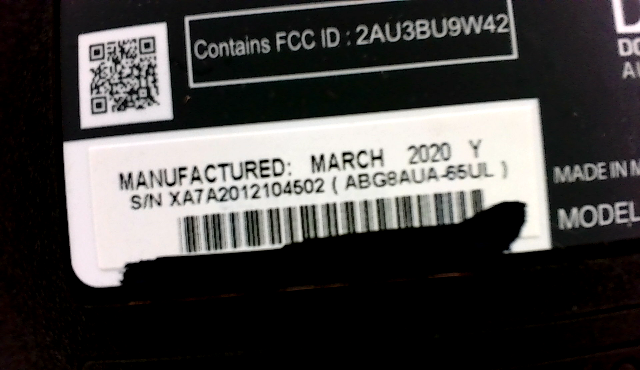 Contains FCC ID : 2AU3BU9W42
MANUFACTURED: MARCH 2020 Y
S/N XA7A2012104502 ( ABG8AUA-65UL )
MADE IN M
MODEL